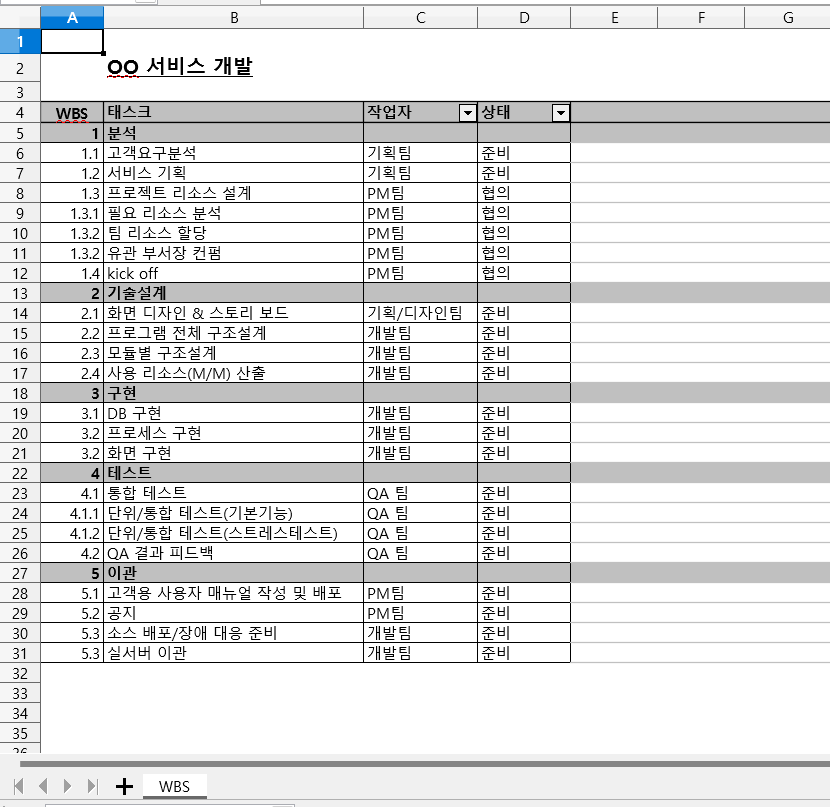 A B C D E F G
1
2 OO 서비스 개발
3
4 WBS 태스크 작업자 상태
5 1 분석
6 1.1 고객요구분석 기획팀 준비
7 1.2 서비스 기획 기획팀 준비
8 1.3 프로젝트 리소스 설계 PM팀 협의
9 1.3.1 필요 리소스 분석 PM팀 협의
10 1.3.2 팀 리소스 할당 PM팀 협의
11 1.3.2 유관 부서장 컨펌 PM팀 협의
12 1.4 kick off PM팀 협의
13 2 기술설계
14 2.1 화면 디자인 & 스토리 보드 기획/디자인팀 준비
15 2.2 프로그램 전체 구조설계 개발팀 준비
16 2.3 모듈별 구조설계 개발팀 준비
17 2.4 사용 리소스(M/M) 산출 개발팀 준비
18 3 구현
19 3.1 DB 구현 개발팀 준비
20 3.2 프로세스 구현 개발팀 준비
21 3.2 화면 구현 개발팀 준비
22 4 테스트
23 4.1 통합 테스트 QA 팀 준비
24 4.1.1 단위/통합 테스트(기본기능) QA 팀 준비
25 4.1.2 단위/통합 테스트(스트레스테스트) QA 팀 준비
26 4.2 QA 결과 피드백 QA 팀 준비
27 5 이관
28 5.1 고객용 사용자 매뉴얼 작성 및 배포 PM팀 준비
29 5.2 공지 PM팀 준비
30 5.3 소스 배포/장애 대응 준비 개발팀 준비
31 5.3 실서버 이관 개발팀 준비
32
33
34
35
36
WBS